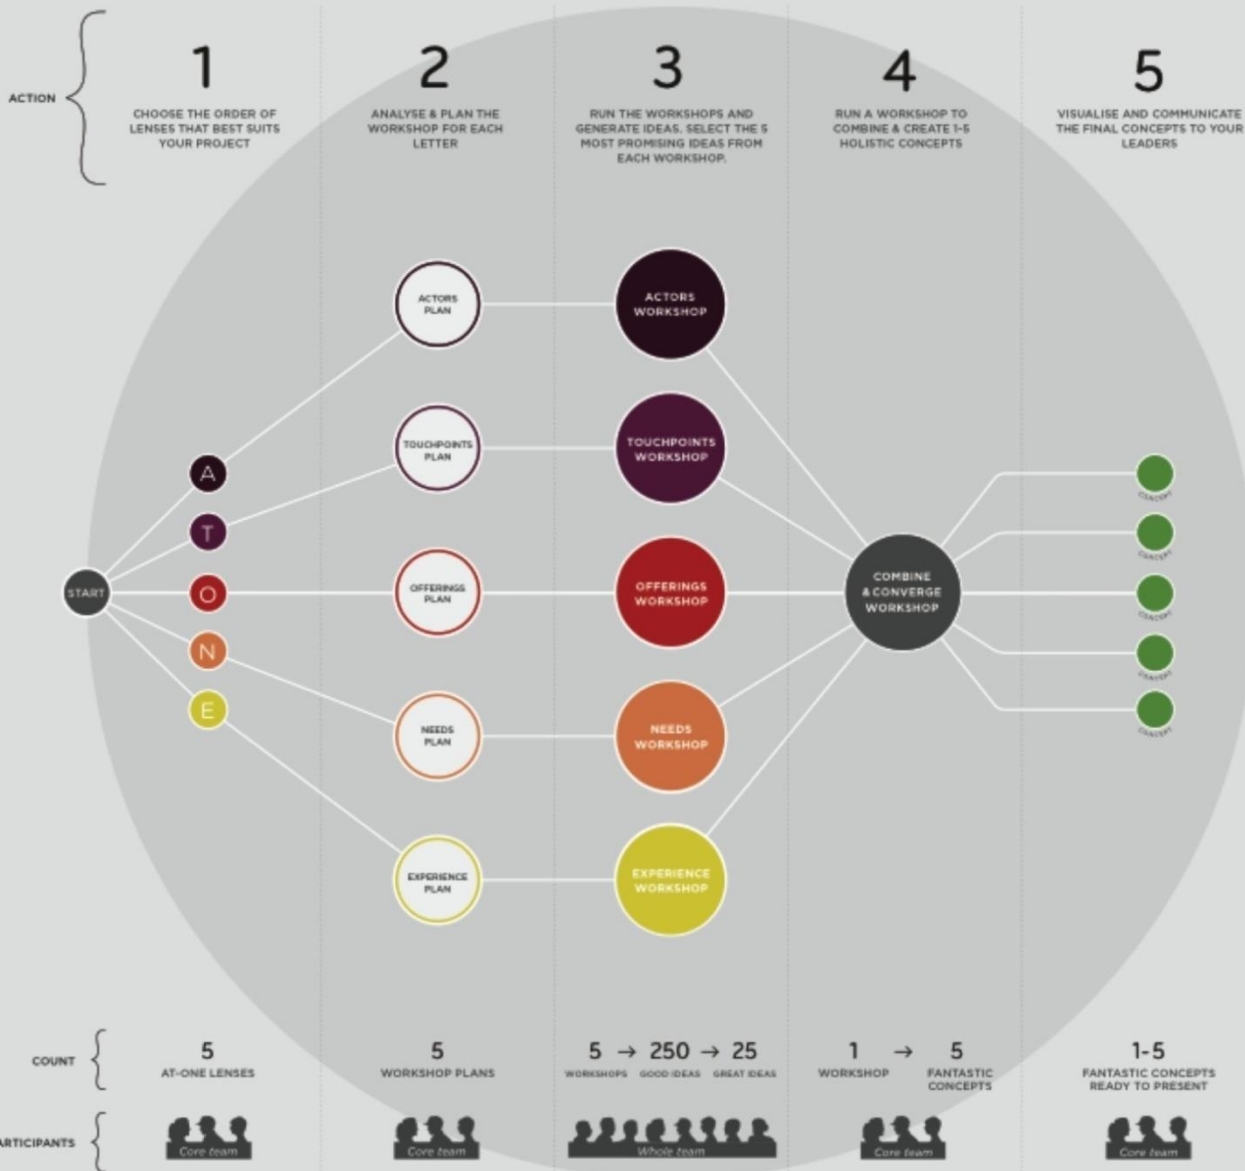 ACTION
1
CHOOSE THE ORDER OF
LENSES THAT BEST SUITS
YOUR PROJECT
2
ANALYSE & PLAN THE
WORKSHOP FOR EACH
LETTER
3
RUN THE WORKSHOPS AND
GENERATE IDEAS. SELECT THE 5
MOST PROMISING IDEAS FROM
EACH WORKSHOP.
4
RUN A WORKSHOP TO
COMBINE & CREATE 1-5
HOLISTIC CONCEPTS
5
VISUALISE AND COMMUNICATE
THE FINAL CONCEPTS TO YOUR
LEADERS
START
A
T
O
N
E
ACTORS
PLAN
TOUCHPOINTS
PLAN
OFFERINGS
PLAN
NEEDS
PLAN
EXPERIENCE
PLAN
ACTORS
WORKSHOP
TOUCHPOINTS
WORKSHOP
OFFERINGS
WORKSHOP
NEEDS
WORKSHOP
EXPERIENCE
WORKSHOP
COMBINE
& CONVERGE
WORKSHOP
CONCEPT
CONCEPT
CONCEPT
CONCEPT
CONCEPT
COUNT
5
AT-ONE LENSES
5
WORKSHOP PLANS
5 → 250 → 25
WORKSHOPS GOOD IDEAS GREAT IDEAS
1 → 5
WORKSHOP FANTASTIC
CONCEPTS
1-5
FANTASTIC CONCEPTS
READY TO PRESENT
ARTICIPANTS
Core team
Core team
Whole team
Core team
Core team